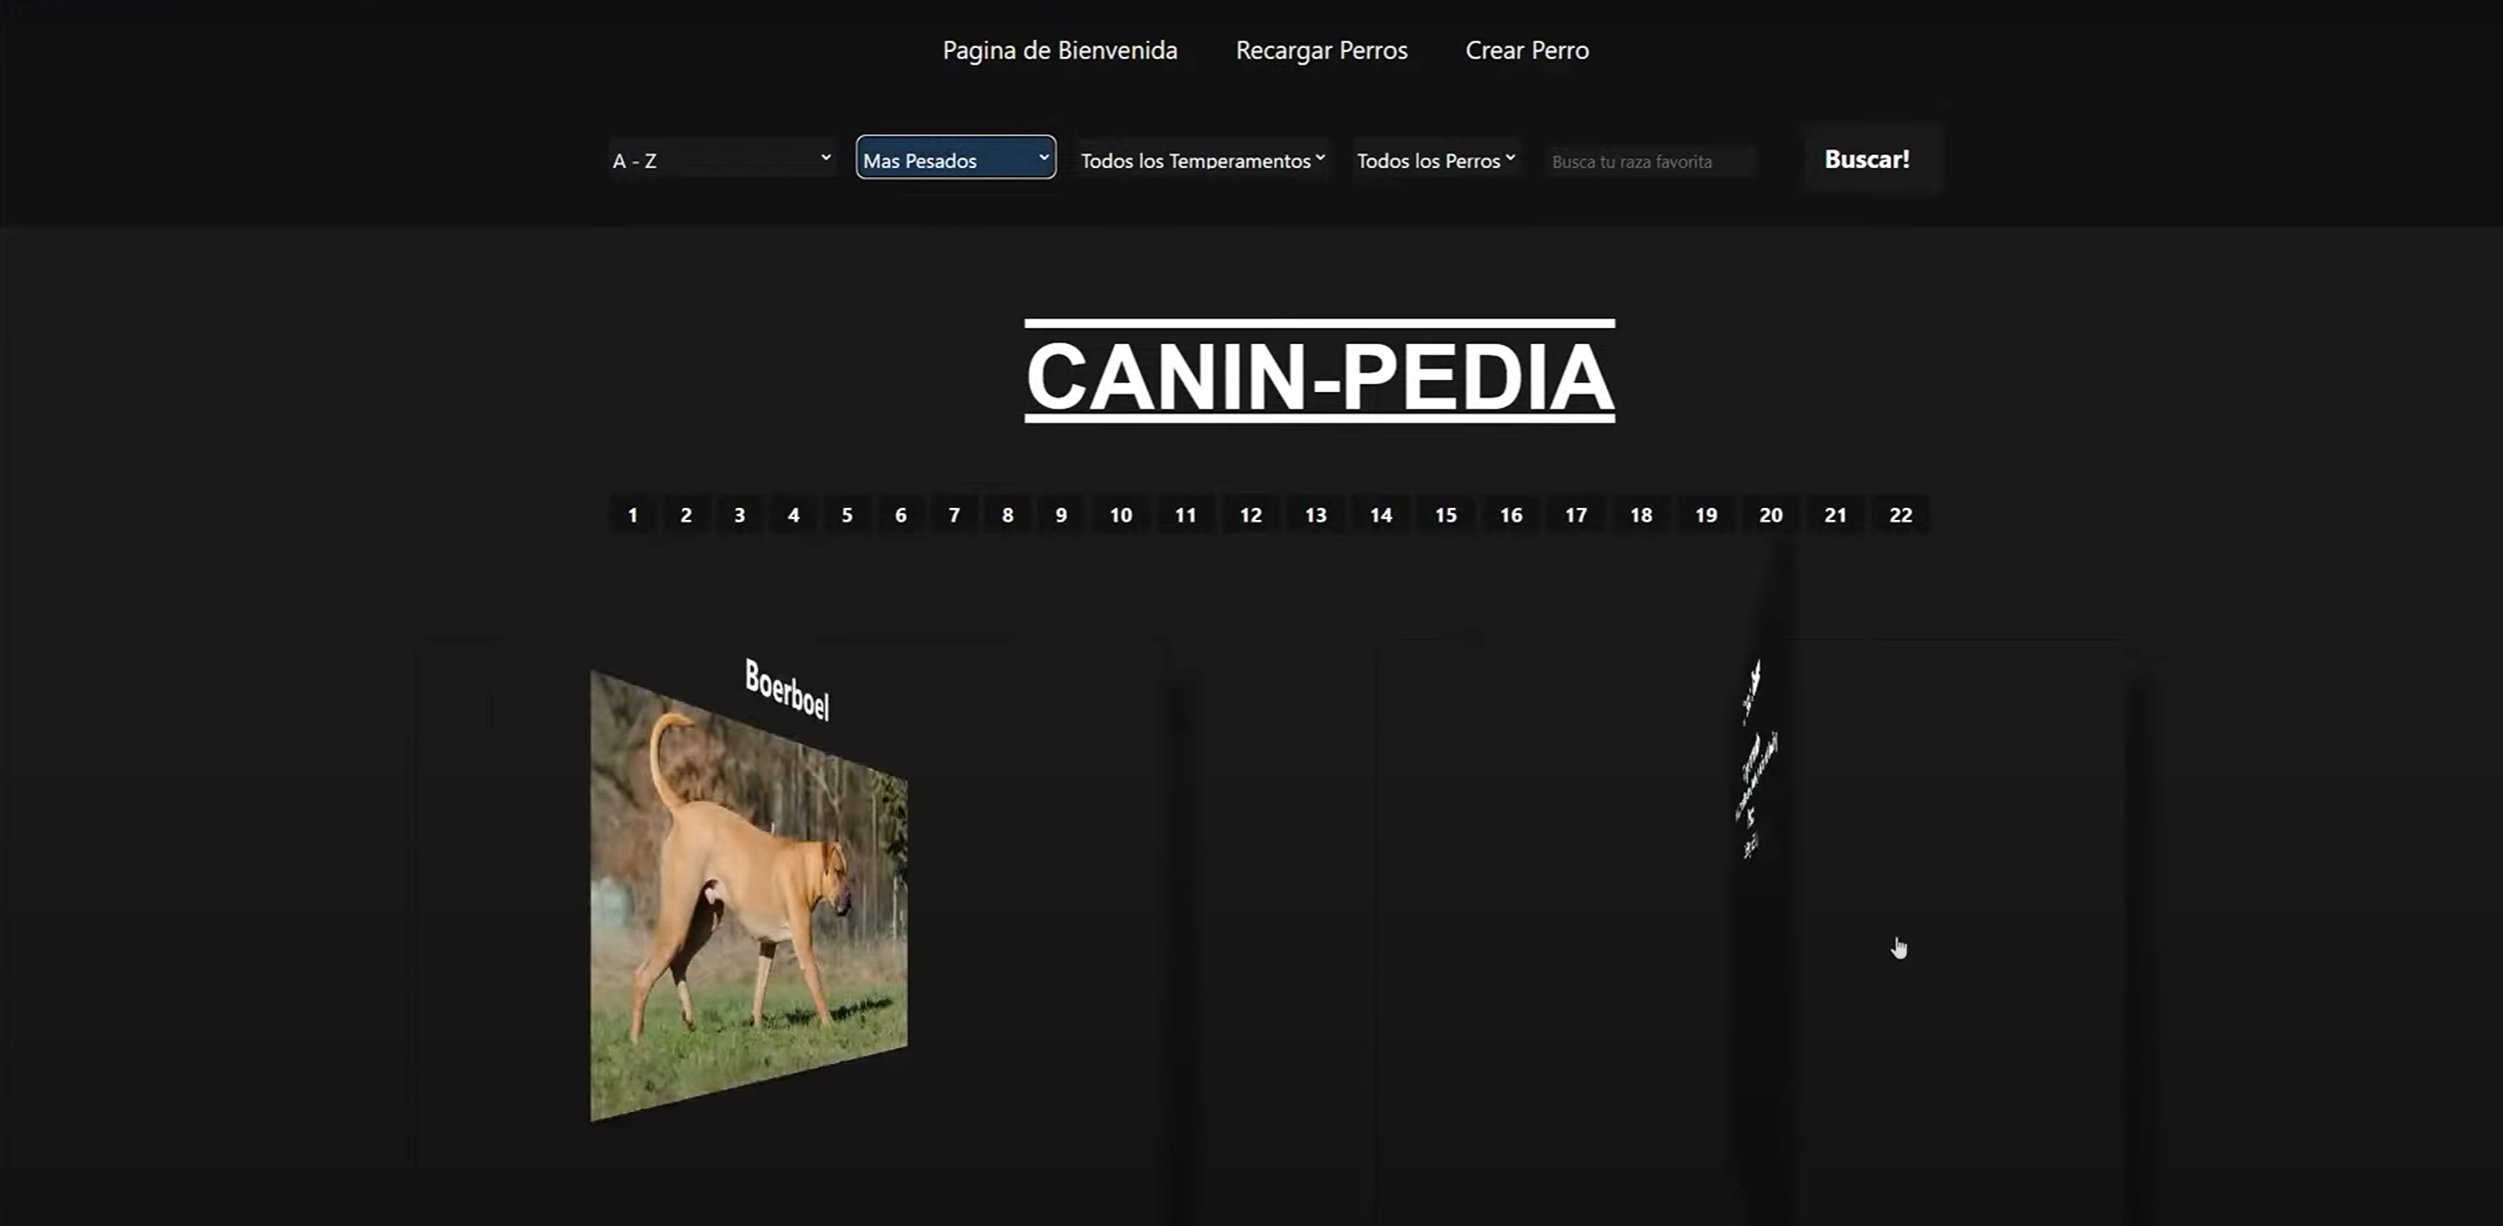 Pagina de Bienvenida Recargar Perros Crear Perro
A - Z Mas Pesados Todos los Temperamentos Todos los Perros Busca tu raza favorita Buscar!
CANIN-PEDIA
1 2 3 4 5 6 7 8 9 10 11 12 13 14 15 16 17 18 19 20 21 22
Boerboel